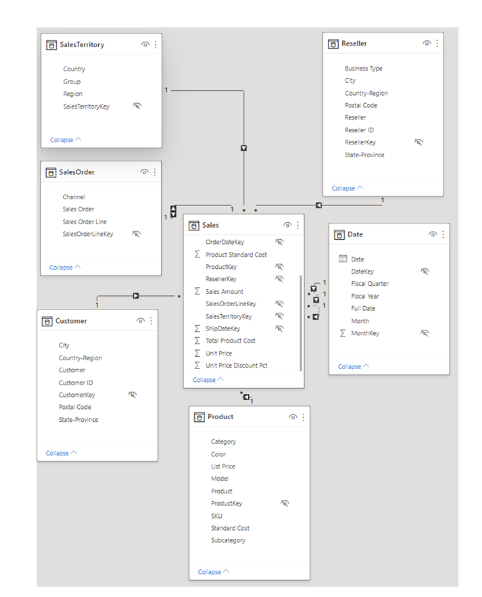 SalesTerritory
Country
Group
Region
SalesTerritoryKey
Collapse
1
Reseller
Business Type
City
Country-Region
Postal Code
Reseller
Reseller ID
ResellerKey
State-Province
Collapse
1
SalesOrder
Channel
Sales Order
Sales Order Line
SalesOrderLineKey
Collapse
1
1
Sales
OrderDateKey
Product Standard Cost
ProductKey
ResellerKey
Sales Amount
SalesOrderLineKey
SalesTerritoryKey
ShipDateKey
Total Product Cost
Unit Price
Unit Price Discount Pct
Collapse
1
1
1
Date
Date
DateKey
Fiscal Quarter
Fiscal Year
Full Date
Month
MonthKey
Collapse
1
Customer
City
Country-Region
Customer
Customer ID
CustomerKey
Postal Code
State-Province
Collapse
1
Product
Category
Color
List Price
Model
Product
ProductKey
SKU
Standard Cost
Subcategory
Collapse